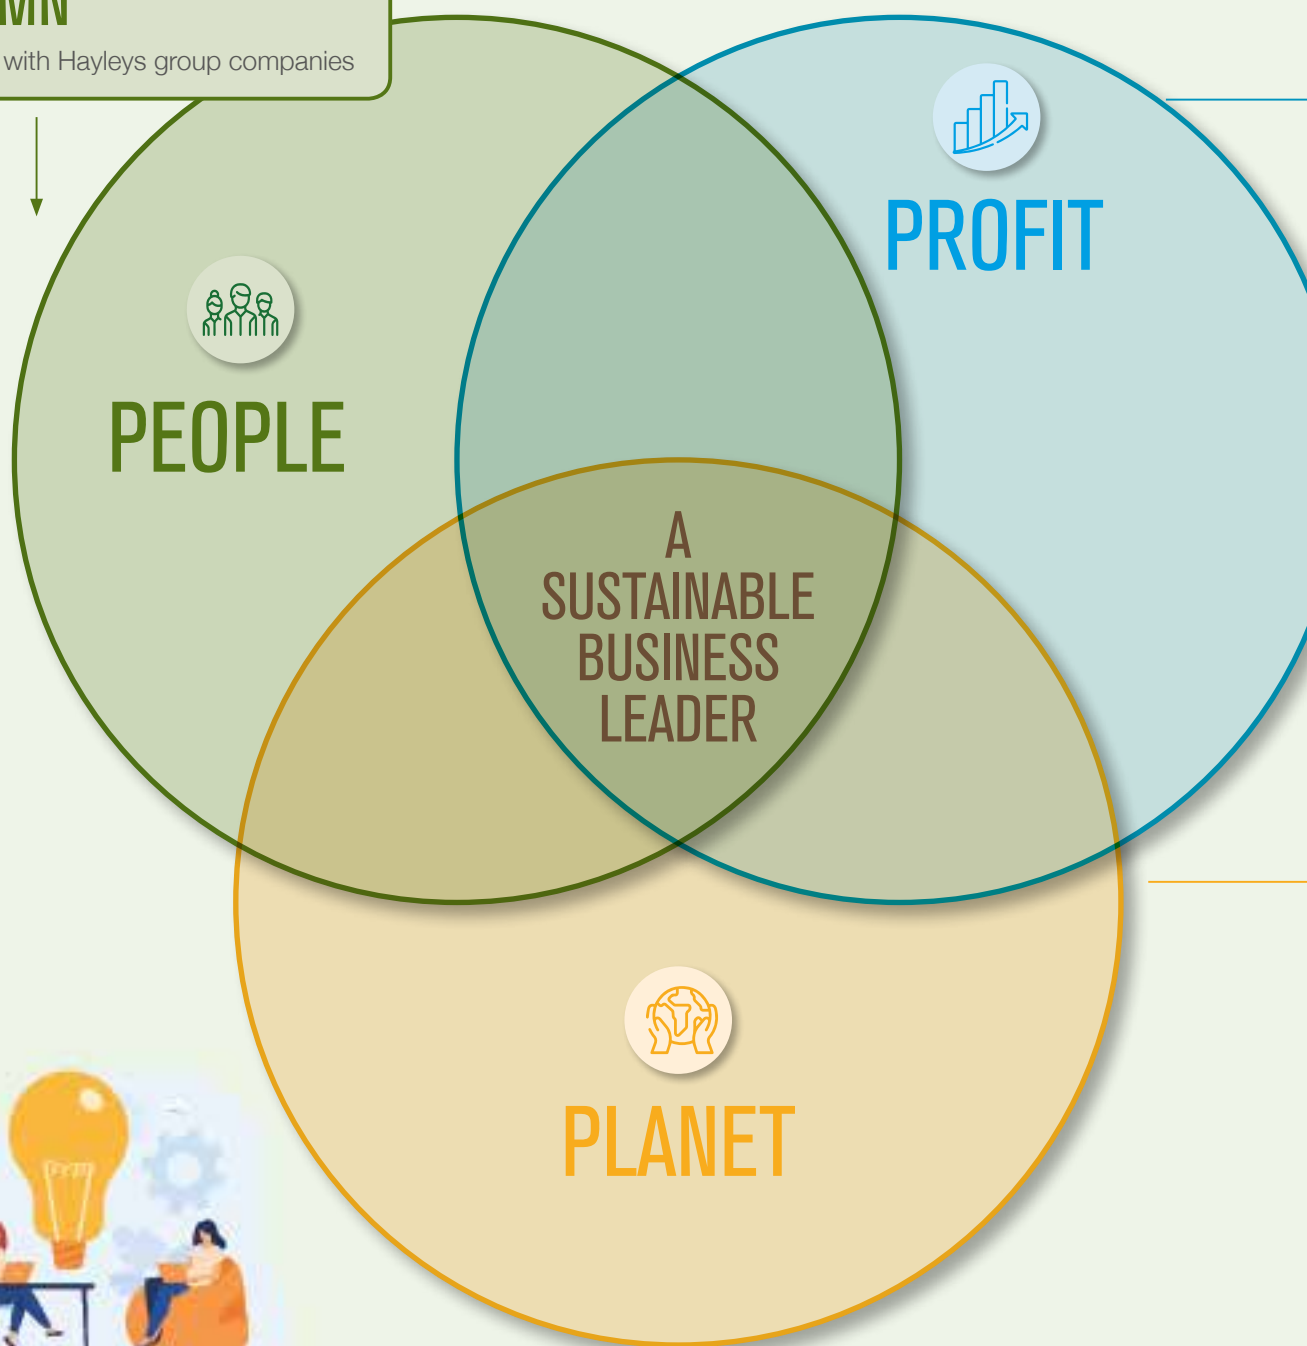 with Hayleys group companies
PROFIT
PEOPLE
A
SUSTAINABLE
BUSINESS
LEADER
PLANET